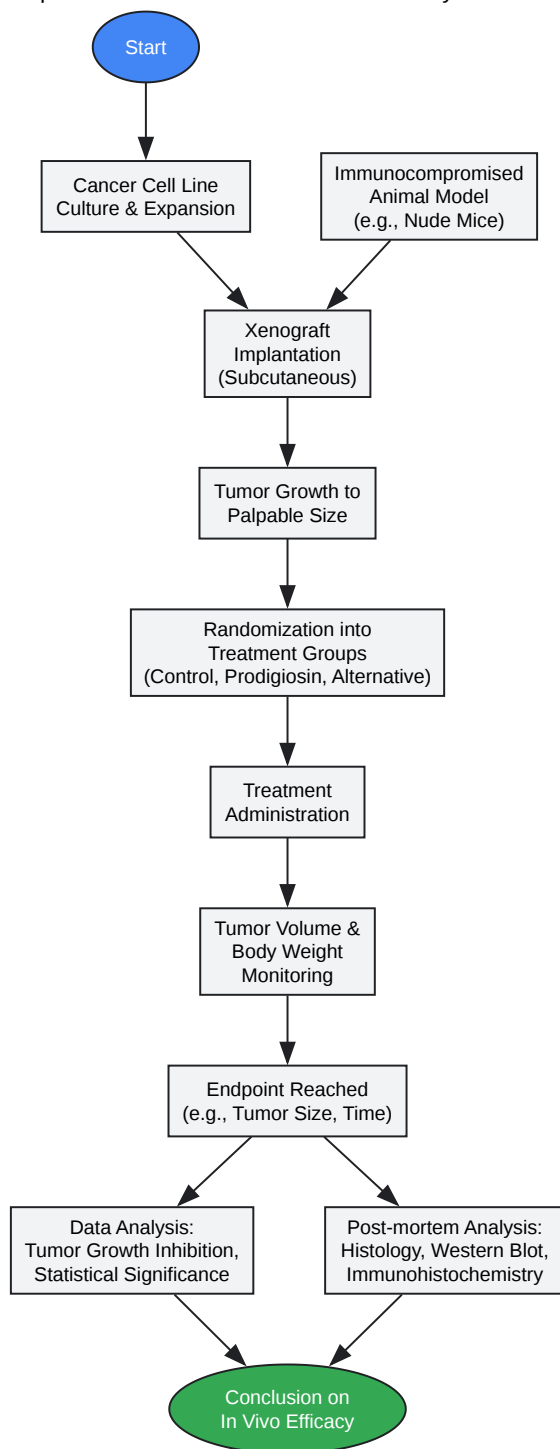 Start
Cancer Cell Line
Culture & Expansion
Immunocompromised
Animal Model
(e.g., Nude Mice)
Xenograft
Implantation
(Subcutaneous)
Tumor Growth to
Palpable Size
Randomization into
Treatment Groups
(Control, Prodigiosin, Alternative)
Treatment
Administration
Tumor Volume &
Body Weight
Monitoring
Endpoint Reached
(e.g., Tumor Size, Time)
Data Analysis:
Tumor Growth Inhibition,
Statistical Significance
Post-mortem Analysis:
Histology, Western Blot,
Immunohistochemistry
Conclusion on
In Vivo Efficacy